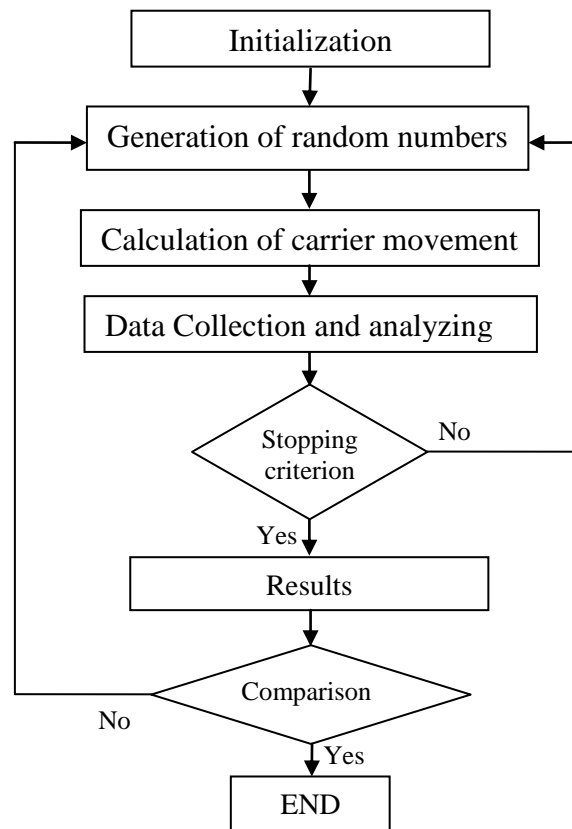 Initialization
Generation of random numbers
Calculation of carrier movement
Data Collection and analyzing
Stopping
criterion
No
Yes
Results
Comparison
No
Yes
END